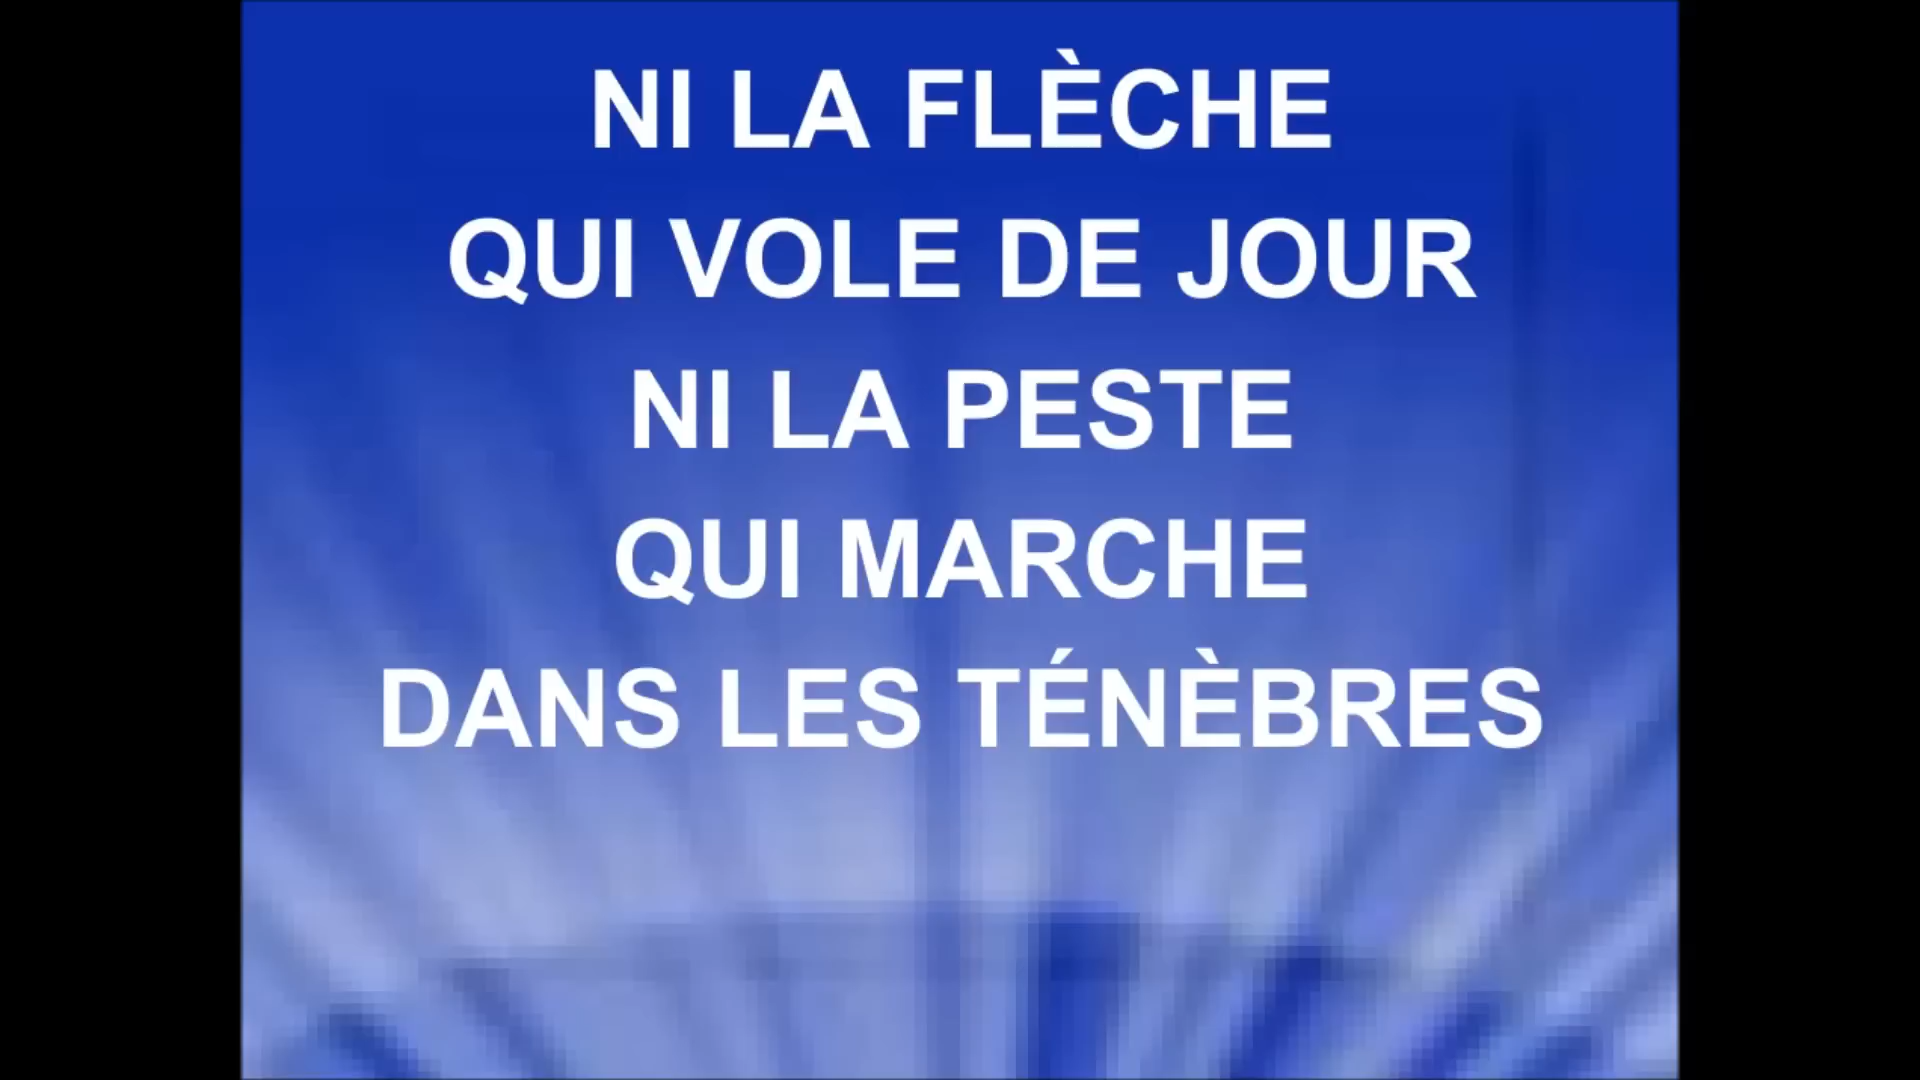 NI LA FLÈCHE
QUI VOLE DE JOUR
NI LA PESTE
QUI MARCHE
DANS LES TÉNÈBRES